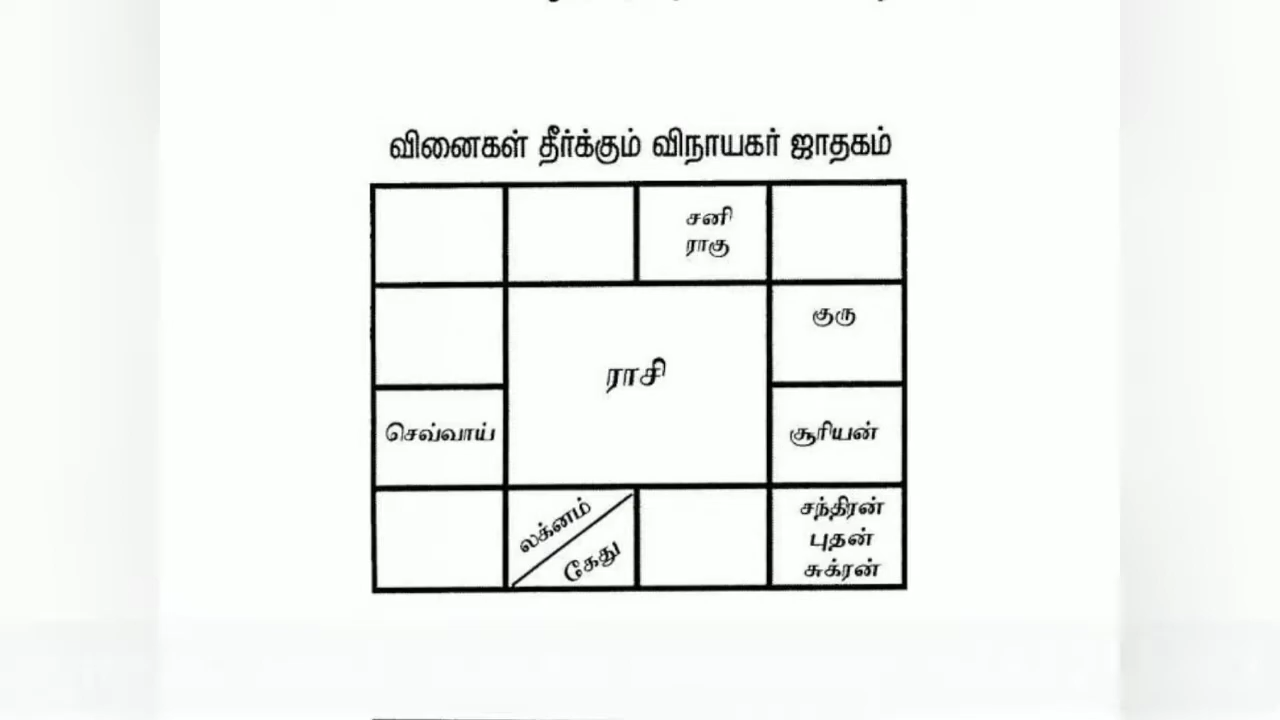 வினைகள் தீர்க்கும் விநாயகர் ஜாதகம்
சனி
ராகு
குரு
ராசி
செவ்வாய்
சூரியன்
லக்னம்
கேது
சந்திரன்
புதன்
சுக்ரன்